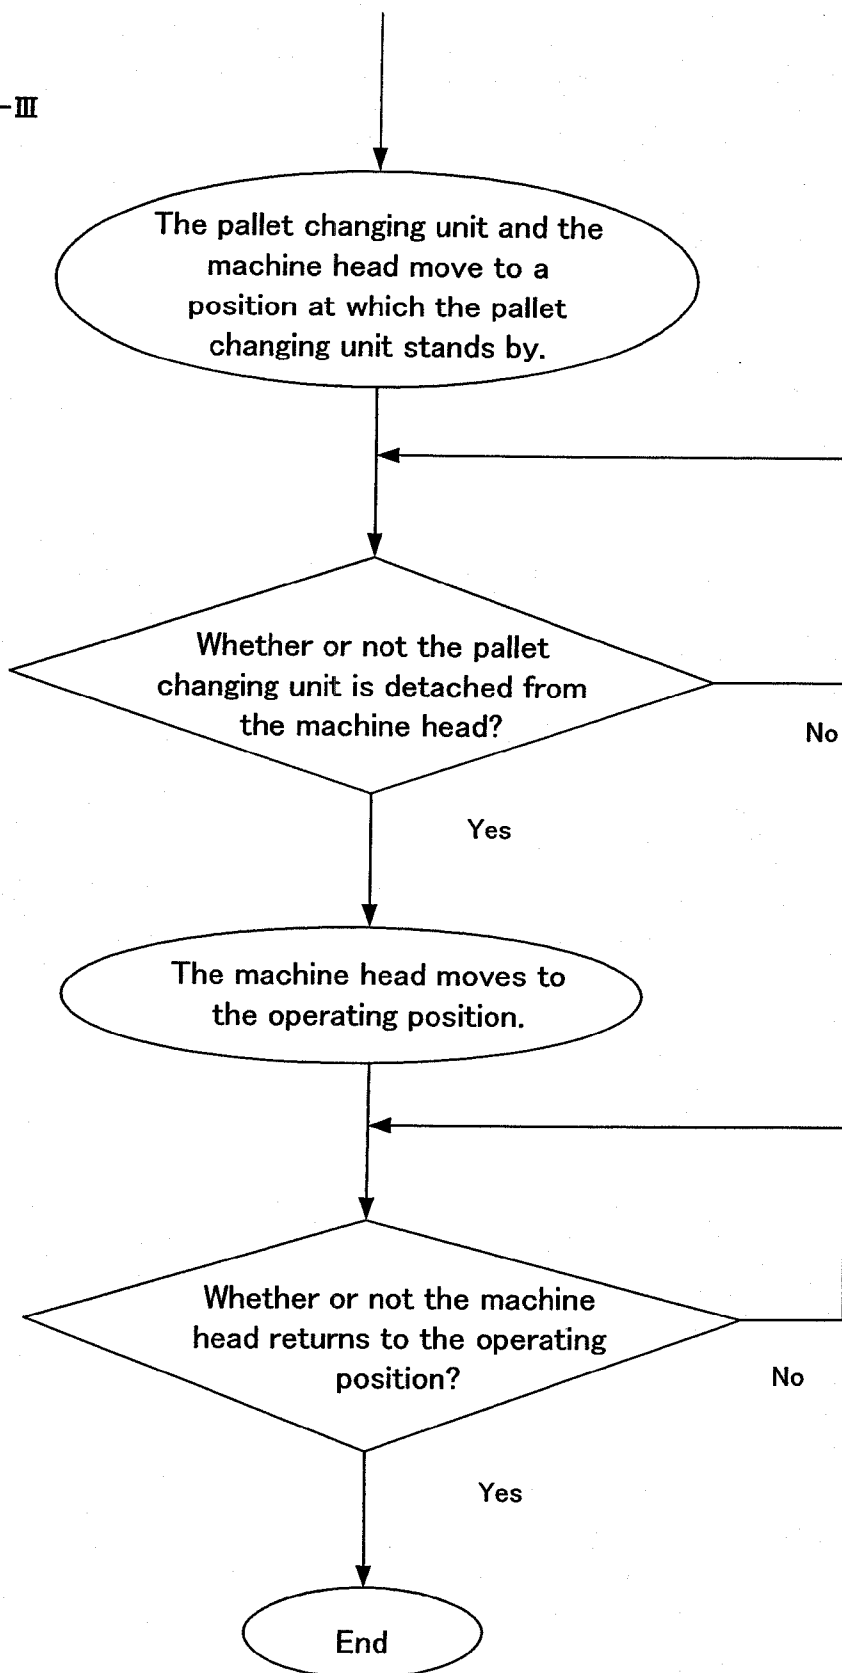 -III
The pallet changing unit and the
machine head move to a
position at which the pallet
changing unit stands by.
Whether or not the pallet
changing unit is detached from
the machine head?
No
Yes
The machine head moves to
the operating position.
Whether or not the machine
head returns to the operating
position?
No
Yes
End